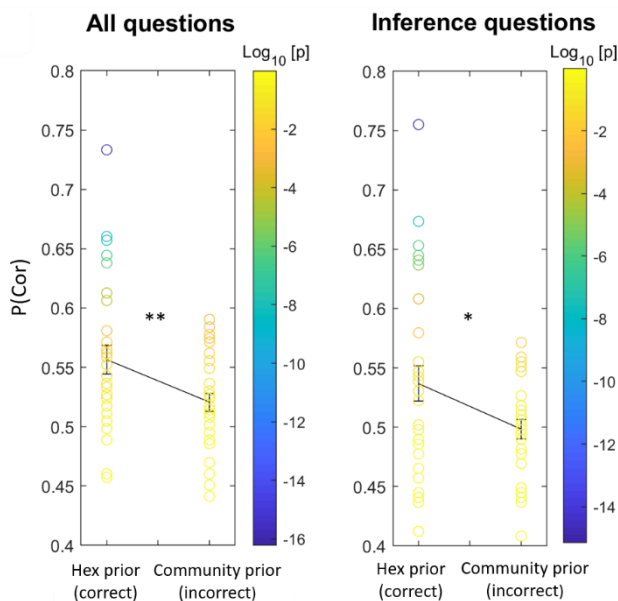 All questions
Log10 [p]
0.8
0.75
0.7
0.65
0.6
0.55
0.5
0.45
0.4
P(Cor)
**
-2
-4
-6
-8
-10
-12
-14
-16
Hex prior
(correct)
Community prior
(incorrect)
Inference questions
Log10 [p]
0.8
0.75
0.7
0.65
0.6
0.55
0.5
0.45
0.4
*
-2
-4
-6
-8
-10
-12
-14
Hex prior
(correct)
Community prior
(incorrect)